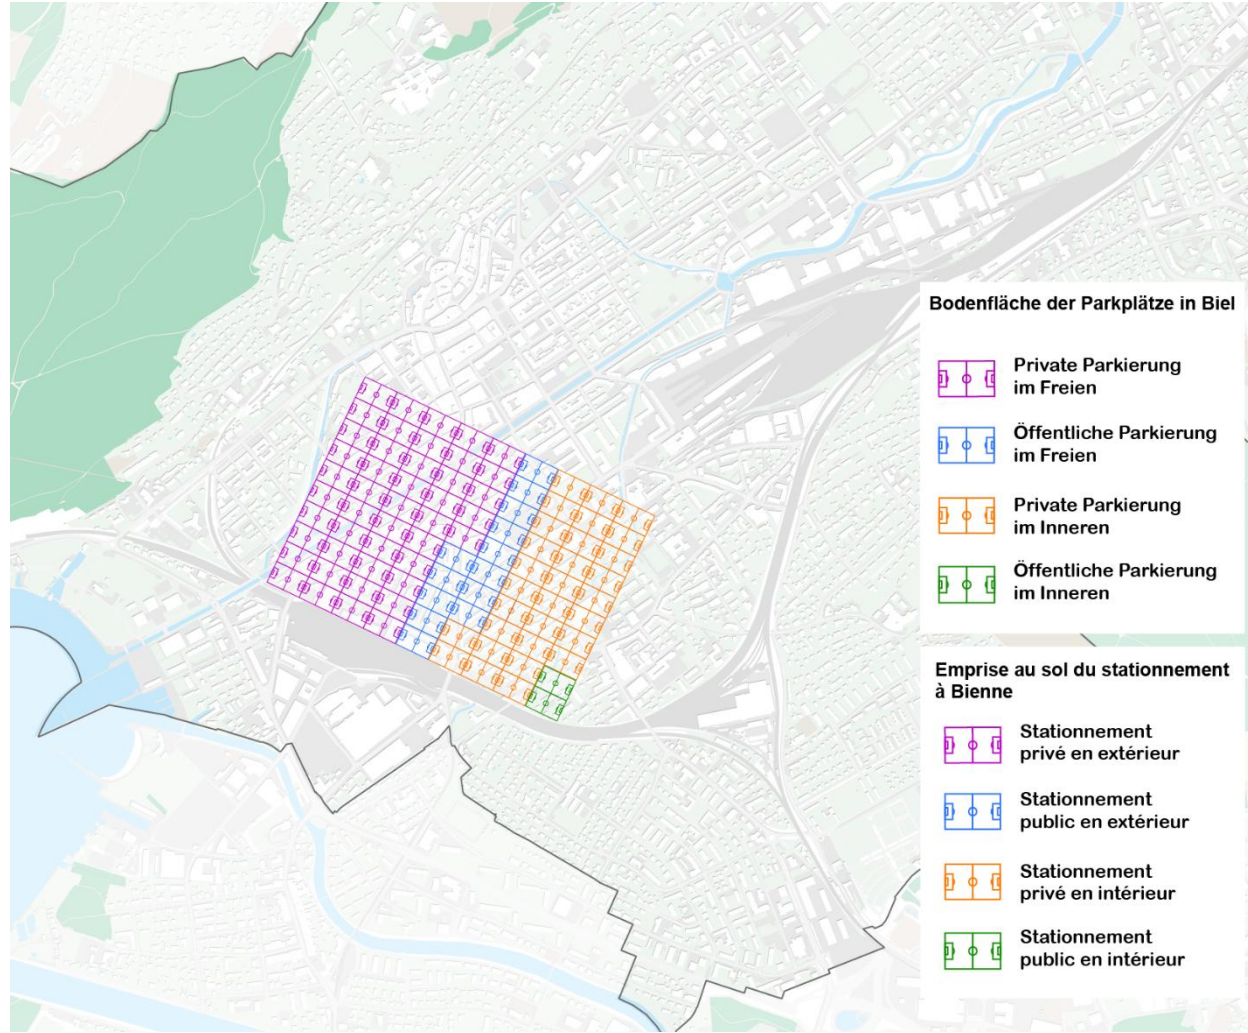 Bodenfläche der Parkplätze in Biel
Private Parkierung
im Freien
Öffentliche Parkierung
im Freien
Private Parkierung
im Inneren
Öffentliche Parkierung
im Inneren
Emprise au sol du stationnement
à Bienne
Stationnement
privé en extérieur
Stationnement
public en extérieur
Stationnement
privé en intérieur
Stationnement
public en intérieur